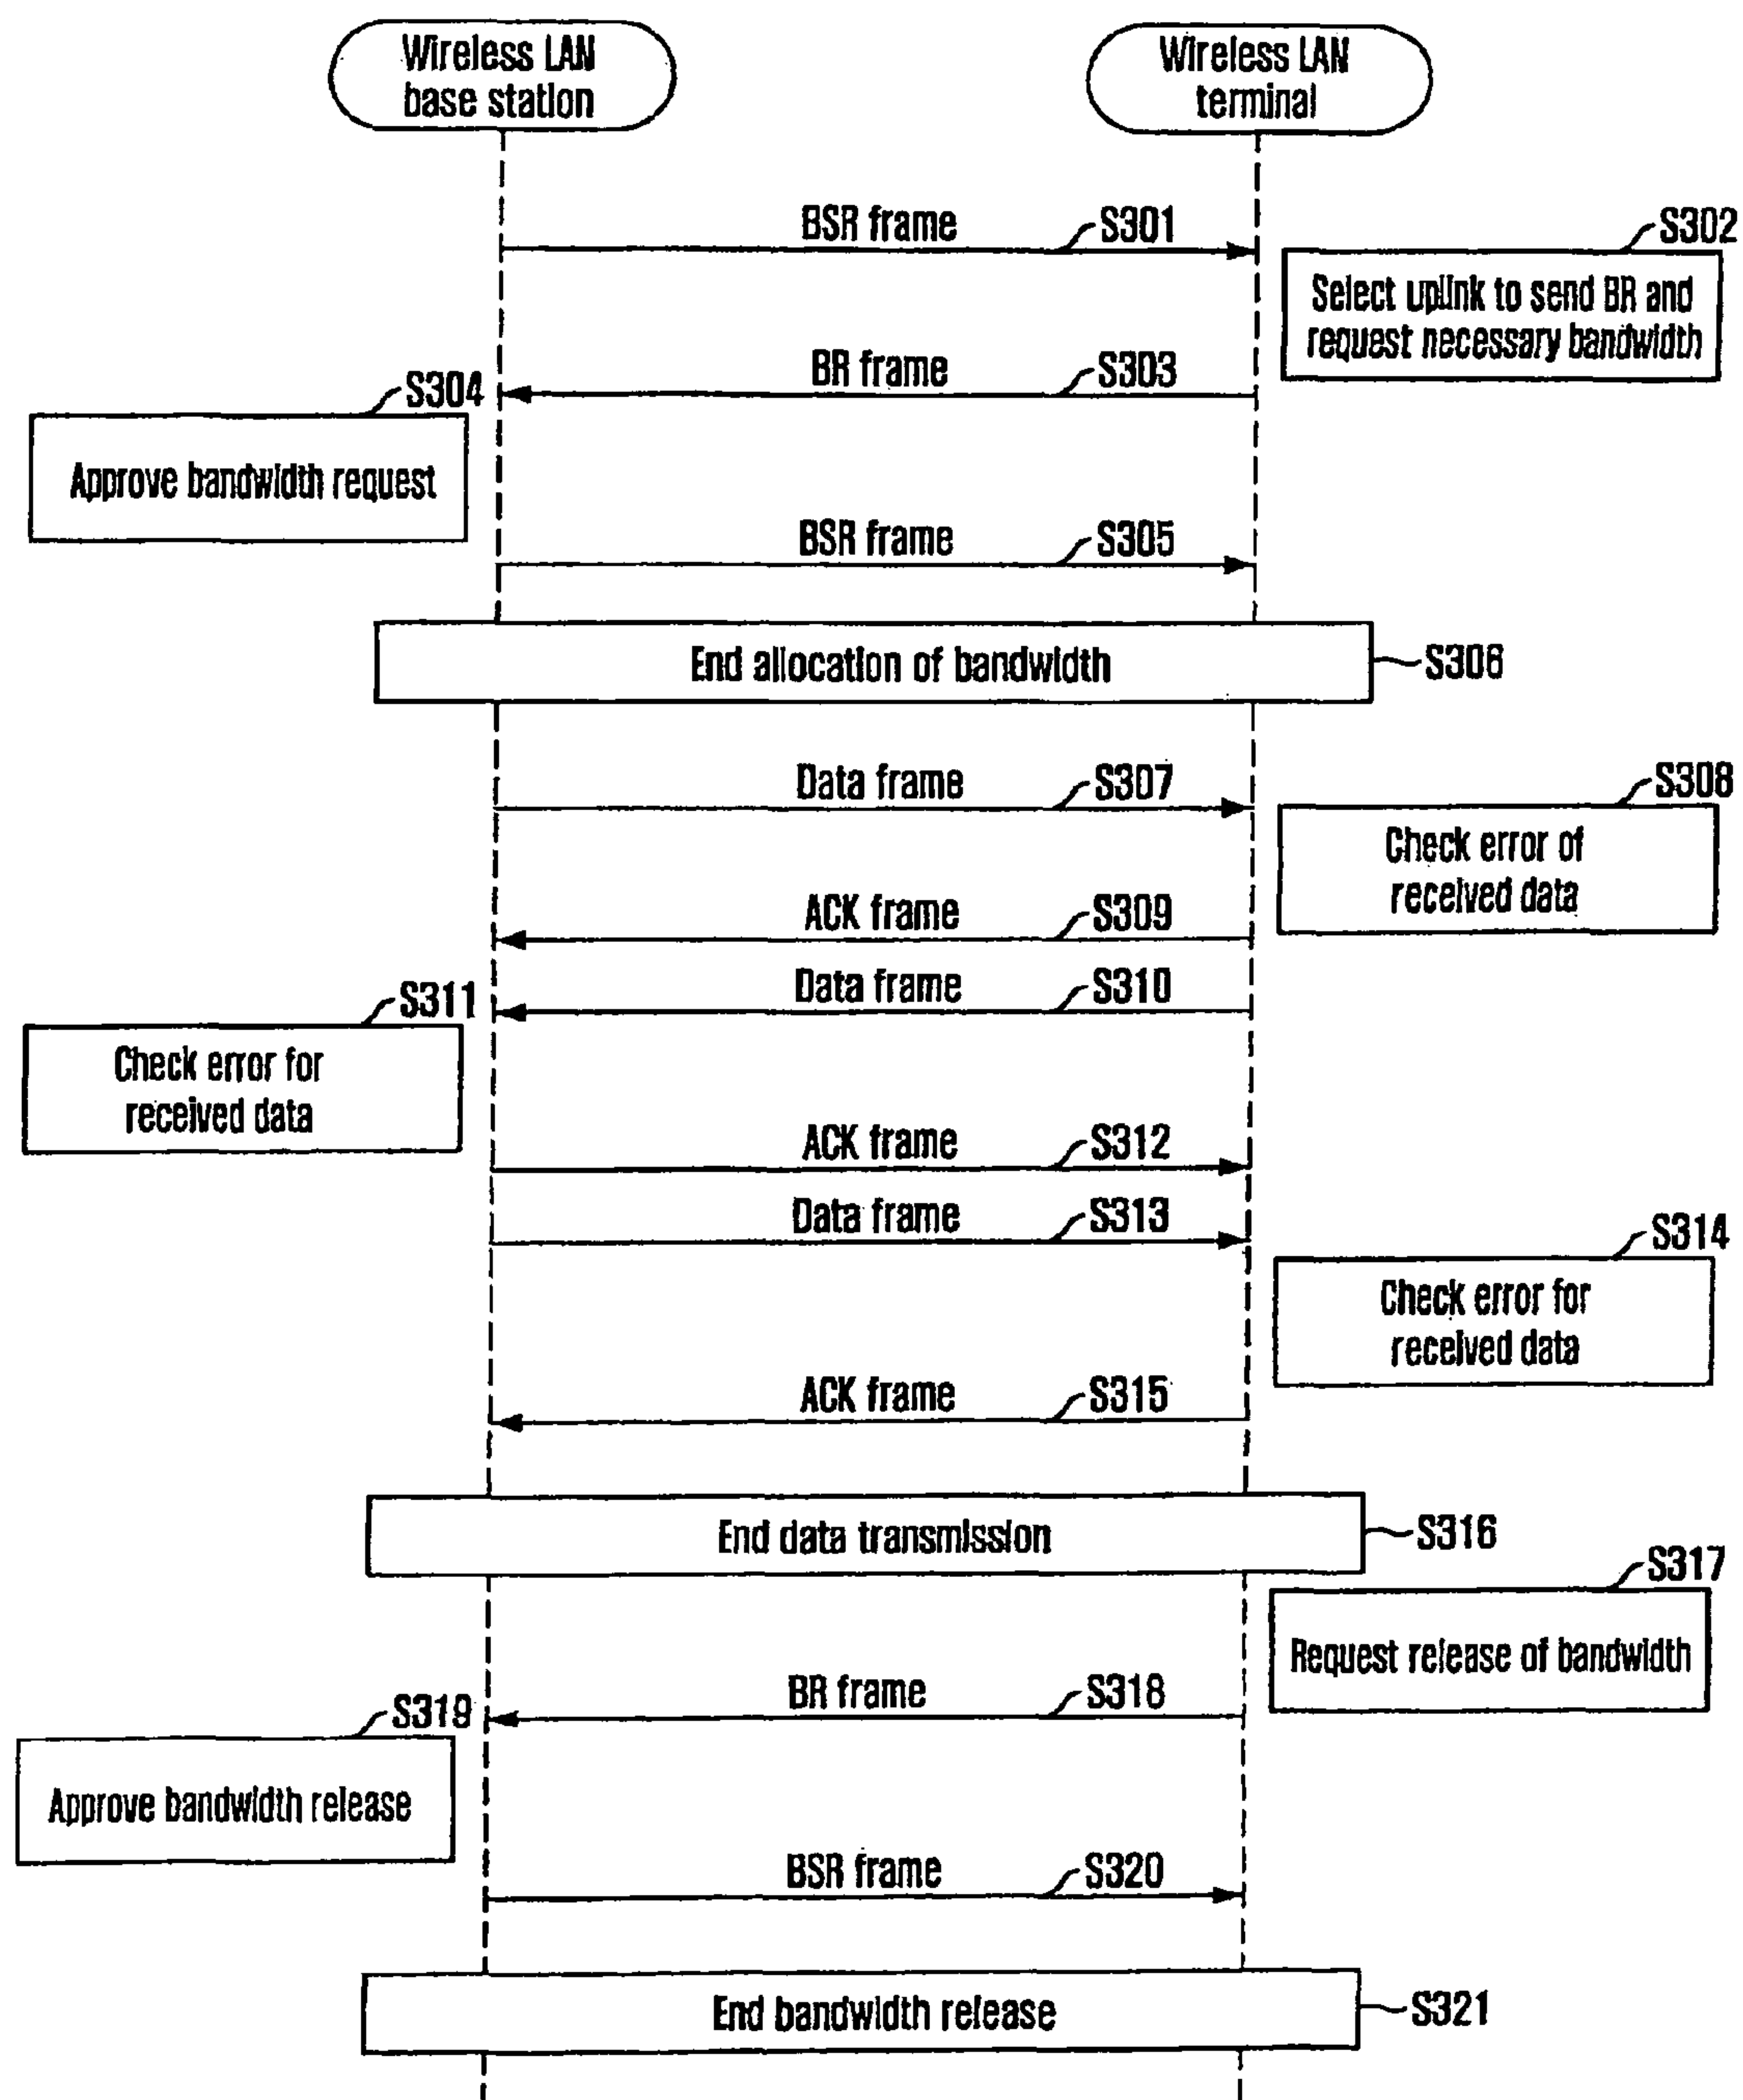 Wireless LAN
base station
Wireless LAN
terminal
BSR frame
S301
S302
Select uplink to send BR and
request necessary bandwidth
BR frame
S303
S304
Approve bandwidth request
BSR frame
S305
End allocation of bandwidth
S306
Data frame
S307
S308
Check error of
received data
ACK frame
S309
Data frame
S310
S311
Check error for
received data
ACK frame
S312
Data frame
S313
S314
Check error for
received data
ACK frame
S315
End data transmission
S316
S317
Request release of bandwidth
BR frame
S318
S319
Approve bandwidth release
BSR frame
S320
End bandwidth release
S321